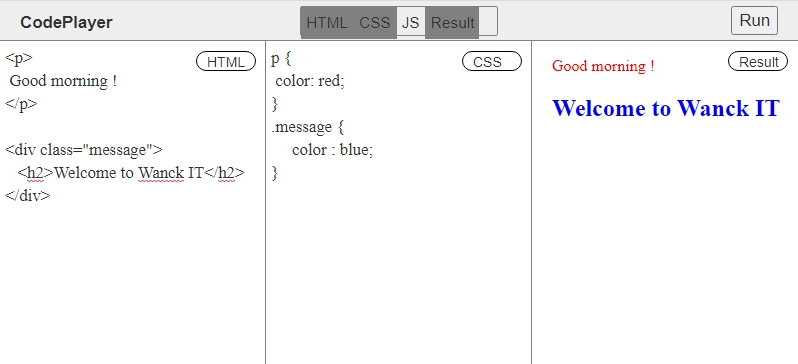 CodePlayer
HTML CSS JS Result
Run
HTML
<p>
Good morning !
</p>
<div class="message">
<h2>Welcome to Wanck IT</h2>
</div>
CSS
p {
color: red;
}
.message {
color : blue;
}
Result
Good morning !
Welcome to Wanck IT